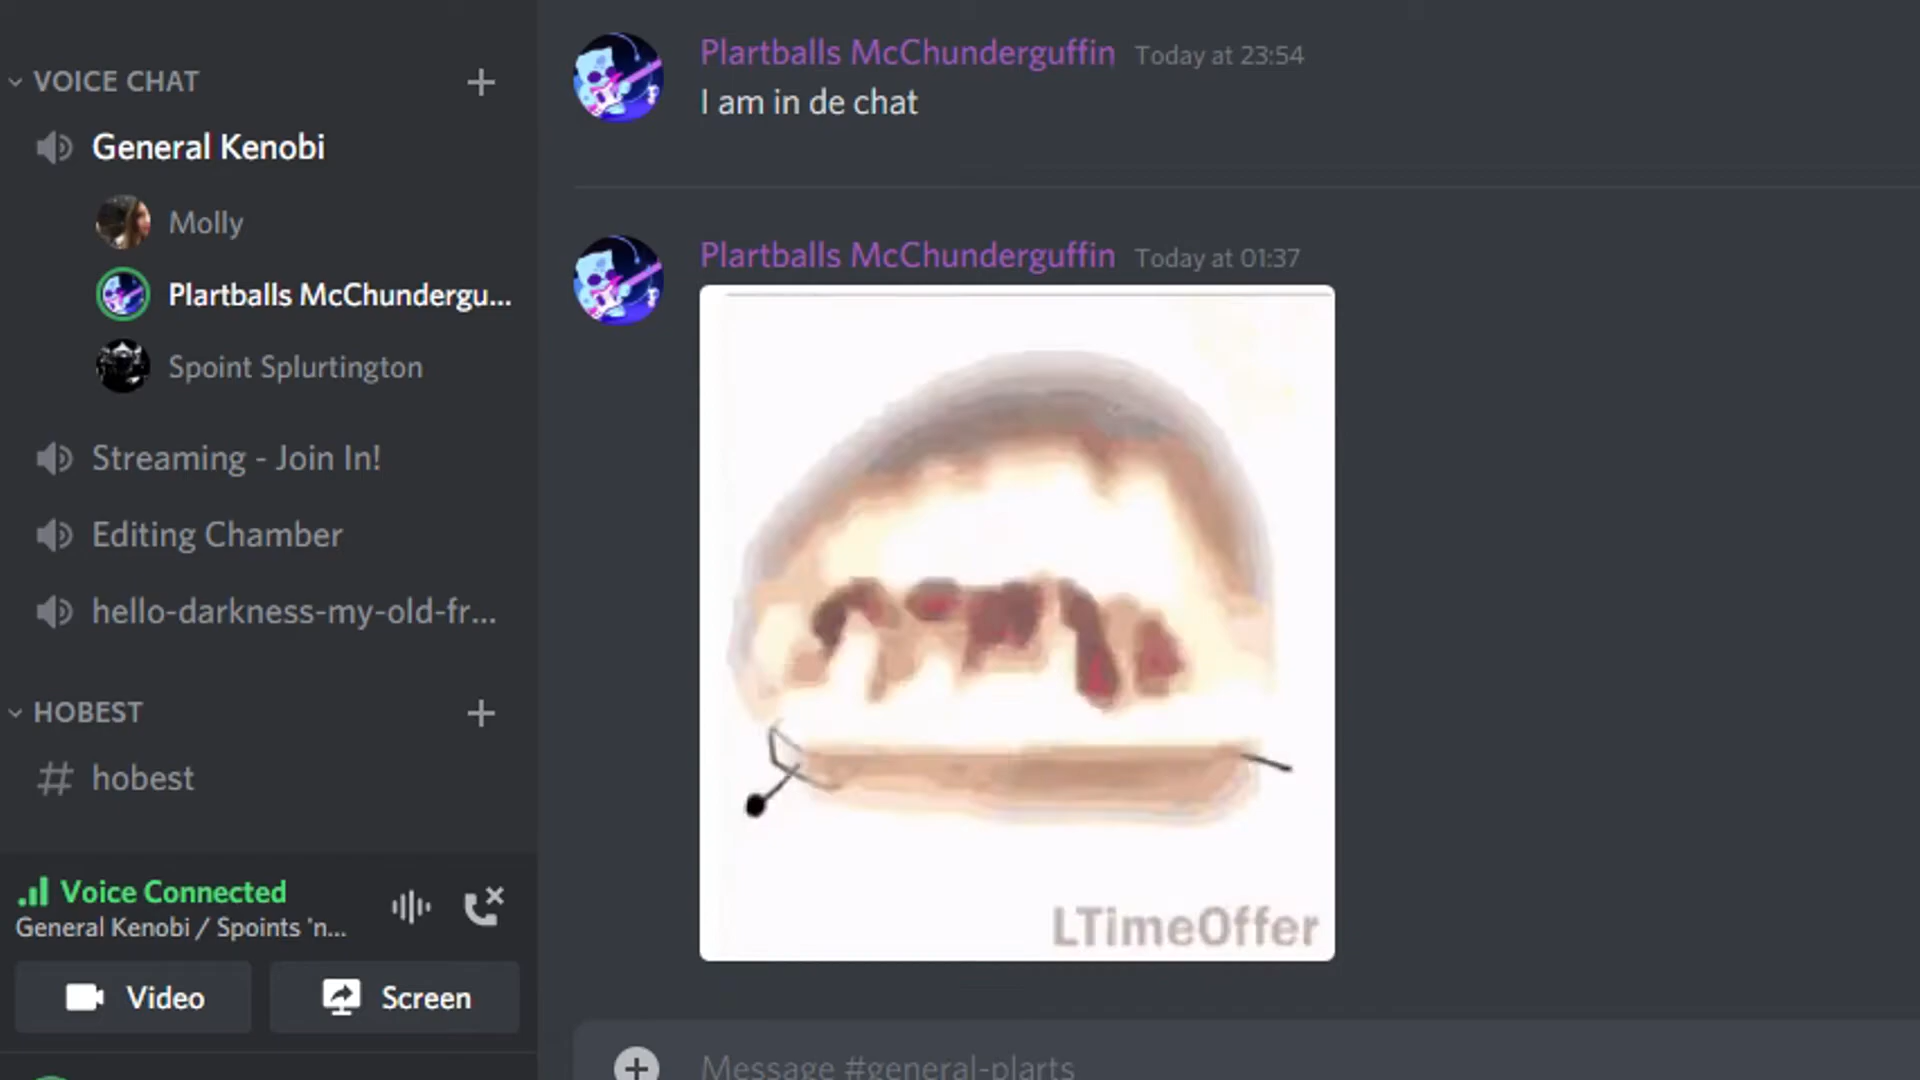 VOICE CHAT
General Kenobi
Molly
Plartballs McChundergu...
Spoint Splurtington
Streaming - Join In!
Editing Chamber
hello-darkness-my-old-fr...
HOBEST
hobest
Voice Connected
General Kenobi / Spoints 'n...
Video
Screen
Plartballs McChunderguffin Today at 23:54
I am in de chat
Plartballs McChunderguffin Today at 01:37
LTimeOffer
Message #general-plarts